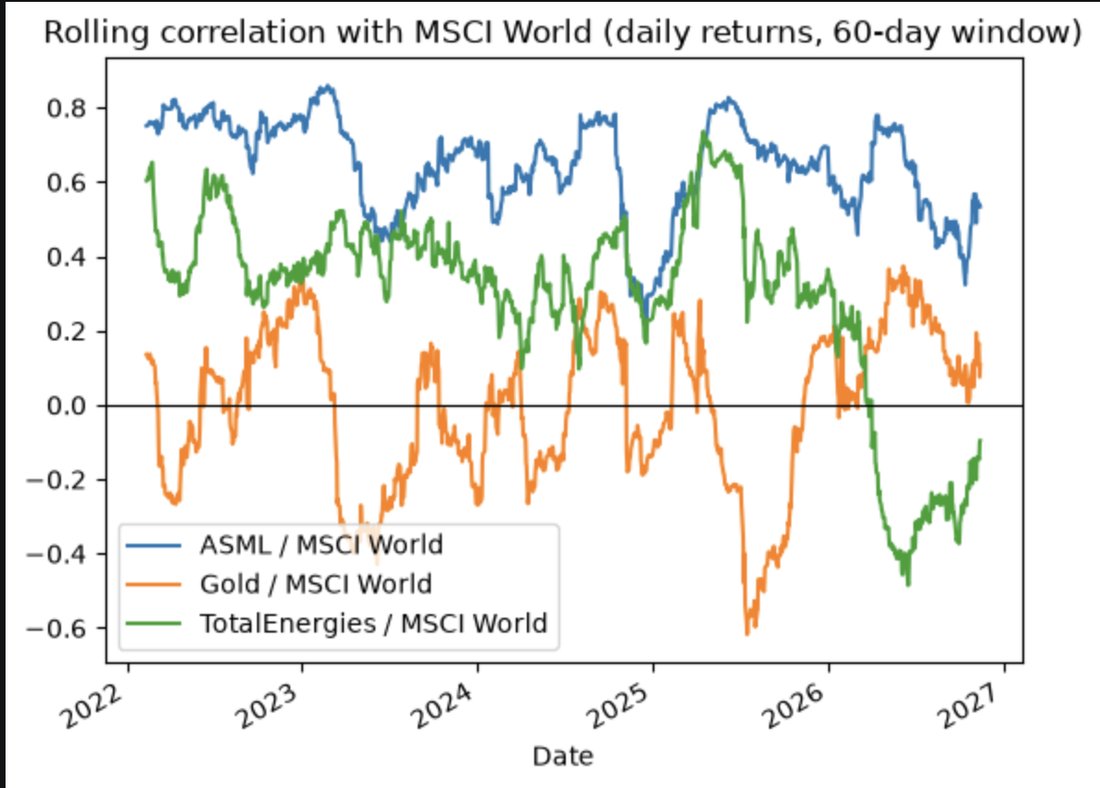 Rolling correlation with MSCI World (daily returns, 60-day window)
0.8
0.6
0.4
0.2
0.0
−0.2
−0.4
−0.6
ASML / MSCI World
Gold / MSCI World
TotalEnergies / MSCI World
2022
2023
2024
2025
2026
2027
Date